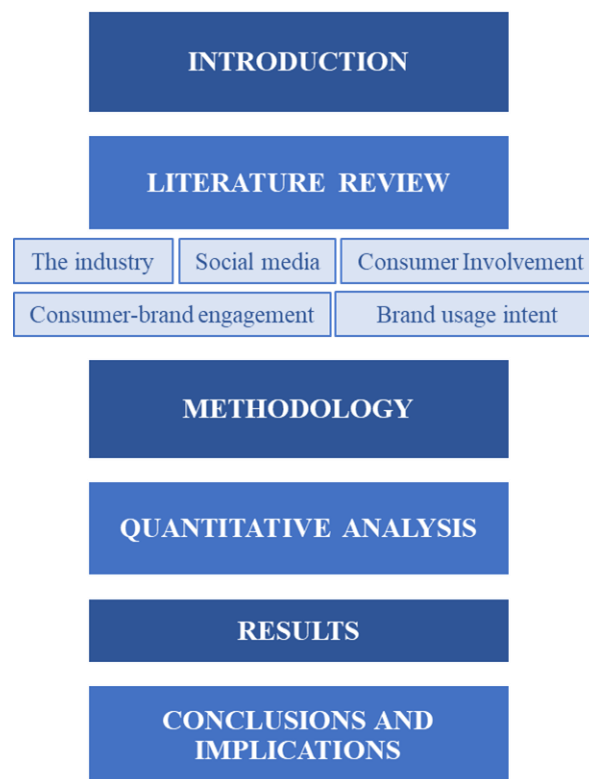 INTRODUCTION
LITERATURE REVIEW
The industry
Social media
Consumer Involvement
Consumer-brand engagement
Brand usage intent
METHODOLOGY
QUANTITATIVE ANALYSIS
RESULTS
CONCLUSIONS AND
IMPLICATIONS